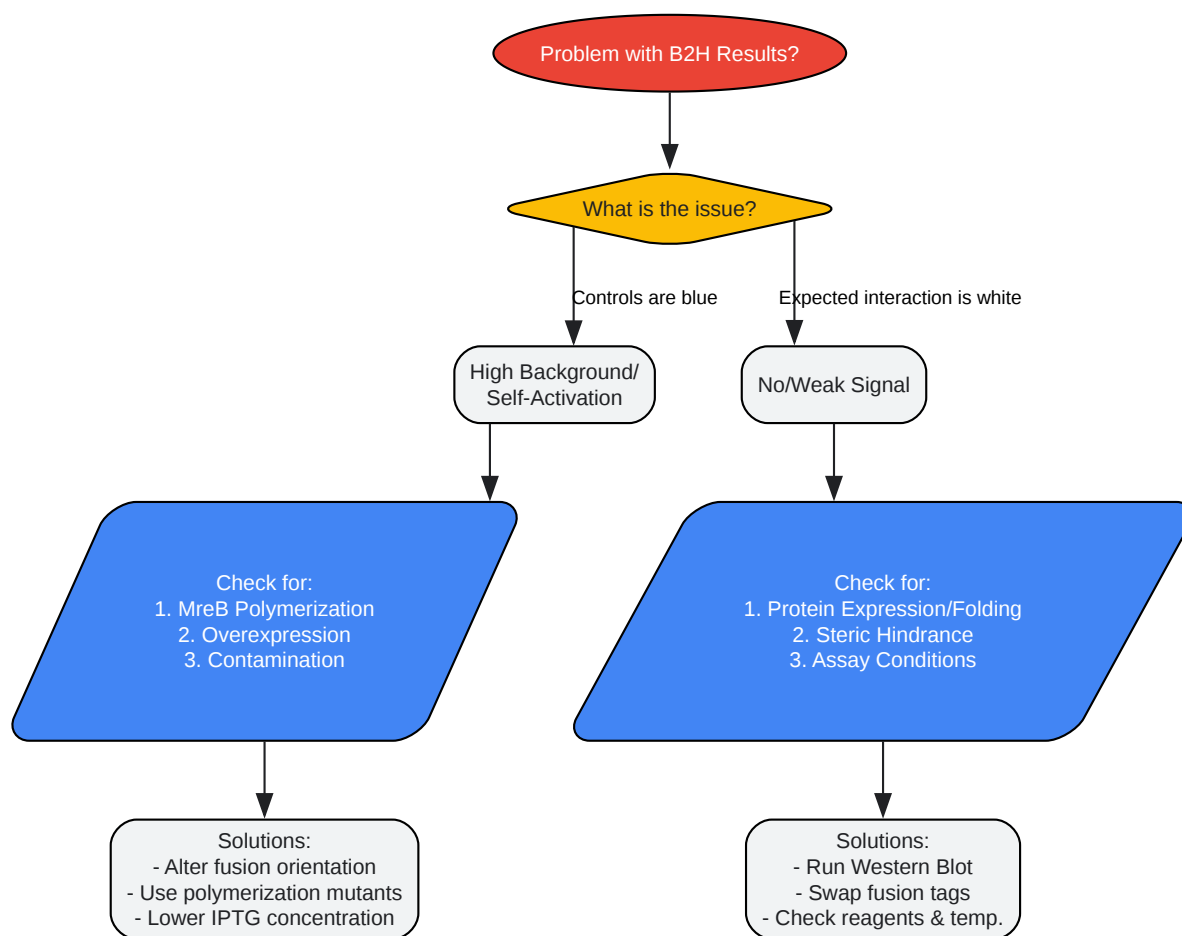 Problem with B2H Results?
What is the issue?
Controls are blue
Expected interaction is white
High Background/
Self-Activation
No/Weak Signal
Check for:
1. MreB Polymerization
2. Overexpression
3. Contamination
Check for:
1. Protein Expression/Folding
2. Steric Hindrance
3. Assay Conditions
Solutions:
- Alter fusion orientation
- Use polymerization mutants
- Lower IPTG concentration
Solutions:
- Run Western Blot
- Swap fusion tags
- Check reagents & temp.